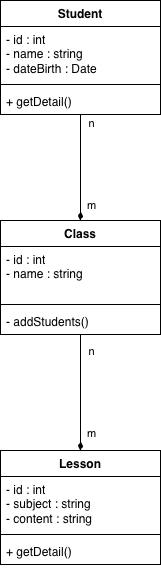 Student
- id : int
- name : string
- dateBirth : Date
+ getDetail()
n
m
Class
- id : int
- name : string
- addStudents()
n
m
Lesson
- id : int
- subject : string
- content : string
+ getDetail()